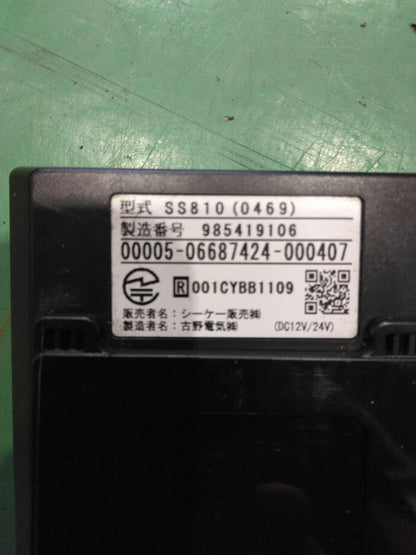 型式 SS810(0469)
製造番号 985419106
00005-06687424-000407
R 001CYBB1109
販売者名：シーケー販売㈱
製造者名：古野電気㈱ (DC12V/24V)